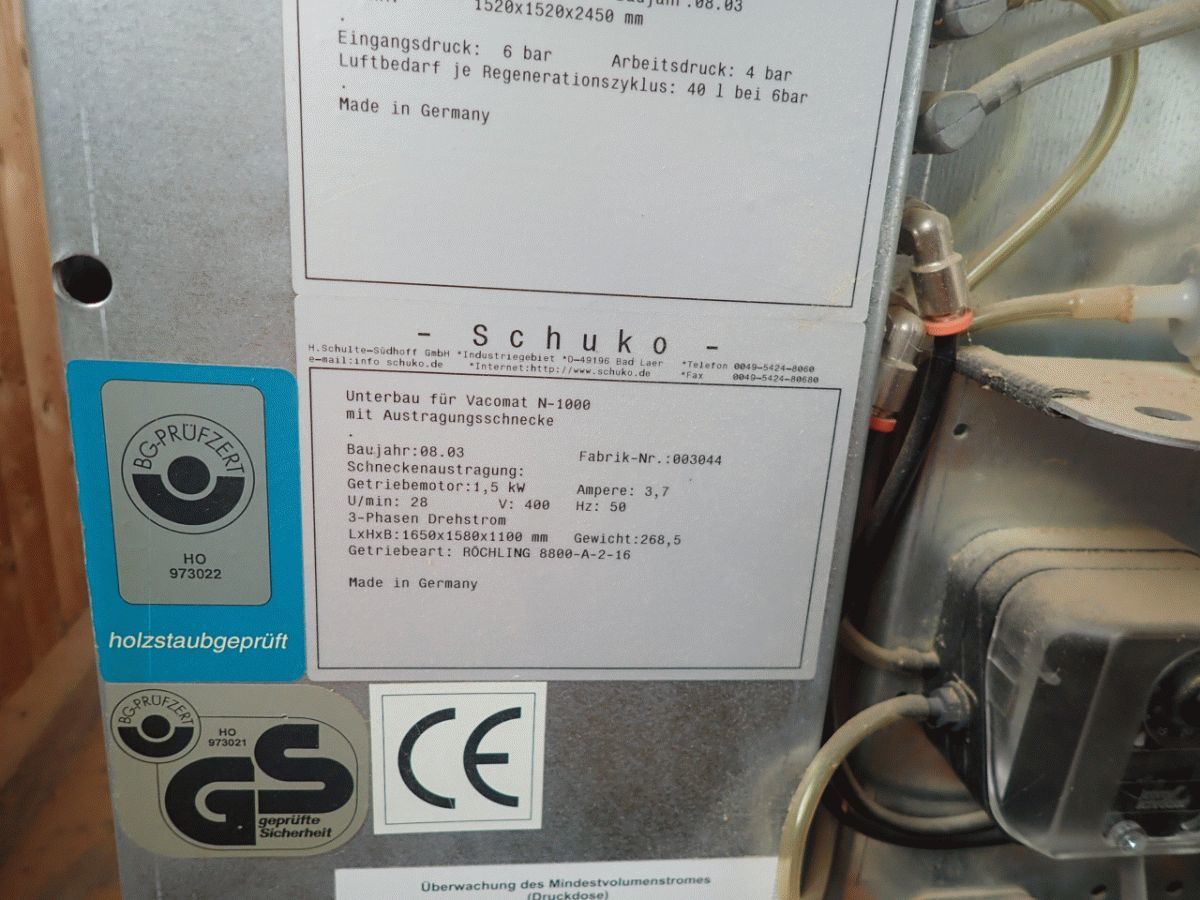 08.03
1520x1520x2450 mm
.
Eingangsdruck: 6 bar Arbeitsdruck: 4 bar
Luftbedarf je Regenerationszyklus: 40 l bei 6bar
.
Made in Germany
- Schuko -
H.Schulte-Südhoff GmbH *Industriegebiet *D-49196 Bad Laer *Telefon 0049-5424-8060
e-mail:info schuko.de *Internet:http://www.schuko.de *Fax 0049-5424-80680
Unterbau für Vacomat N-1000
mit Austragungsschnecke
.
Baujahr:08.03 Fabrik-Nr.:003044
Schneckenaustragung:
Getriebemotor:1,5 kW Ampere: 3,7
U/min: 28 V: 400 Hz: 50
3-Phasen Drehstrom
LxHxB:1650x1580x1100 mm Gewicht:268,5
Getriebeart: RÖCHLING 8800-A-2-16
Made in Germany
BG-PRÜFZERT
HO
973022
holzstaubgeprüft
BG-PRÜFZERT
HO
973021
GS
geprüfte
Sicherheit
CE
Überwachung des Mindestvolumenstromes
(Druckdose)